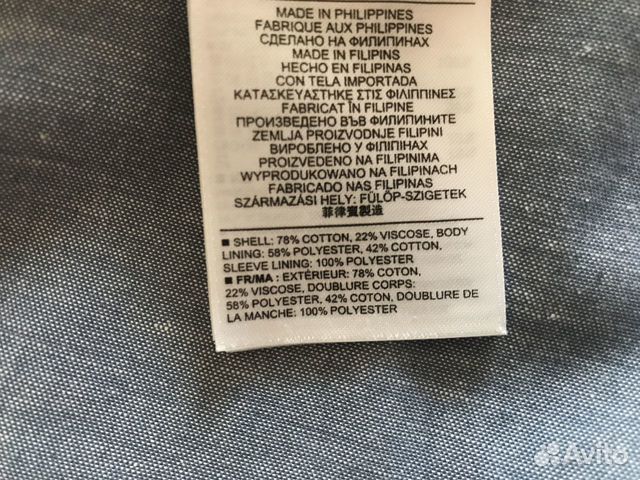 MADE IN PHILIPPINES
FABRIQUE AUX PHILIPPINES
СДЕЛАНО НА ФИЛИПИНАХ
MADE IN FILIPINS
HECHO EN FILIPINAS
CON TELA IMPORTADA
ΚΑΤΑΣΚΕΥΑΣΤΗΚΕ ΣΤΙΣ ΦΙΛΙΠΠΙΝΕΣ
FABRICAT ÎN FILIPINE
ПРОИЗВЕДЕНО ВЪВ ФИЛИПИНИТЕ
ZEMLJA PROIZVODNJE FILIPINI
ВИРОБЛЕНО У ФІЛІПІНАХ
PROIZVEDENO NA FILIPINIMA
WYPRODUKOWANO NA FILIPINACH
FABRICADO NAS FILIPINAS
SZÁRMAZÁSI HELY: FÜLÖP-SZIGETEK
菲律賓製造
■ SHELL: 78% COTTON, 22% VISCOSE, BODY
LINING: 58% POLYESTER, 42% COTTON,
SLEEVE LINING: 100% POLYESTER
■ FR/MA : EXTÉRIEUR: 78% COTON,
22% VISCOSE, DOUBLURE CORPS:
58% POLYESTER, 42% COTON, DOUBLURE DE
LA MANCHE: 100% POLYESTER
Avito